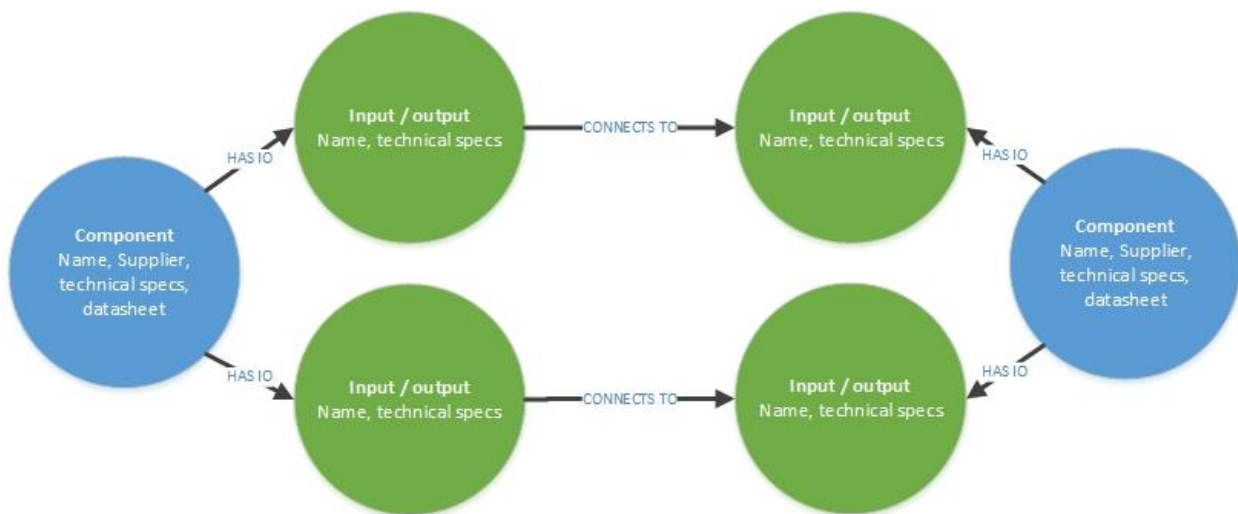 Input / output
Name, technical specs
CONNECTS TO
Input / output
Name, technical specs
HAS IO
HAS IO
Component
Name, Supplier,
technical specs,
datasheet
Component
Name, Supplier,
technical specs,
datasheet
HAS IO
HAS IO
Input / output
Name, technical specs
CONNECTS TO
Input / output
Name, technical specs